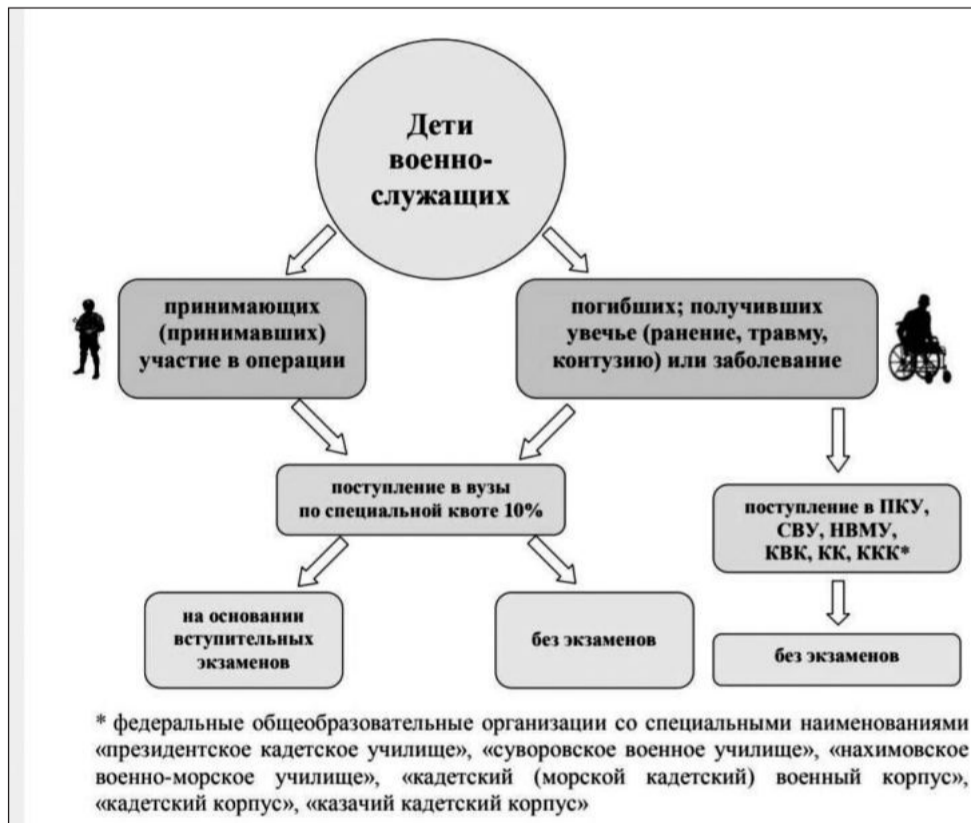 Дети
военно-
служащих
принимающих
(принимавших)
участие в операции
погибших; получивших
увечье (ранение, травму,
контузию) или заболевание
поступление в вузы
по специальной квоте 10%
поступление в ПКУ,
СВУ, НВМУ,
КВК, КК, ККК*
на основании
вступительных
экзаменов
без экзаменов
без экзаменов
* федеральные общеобразовательные организации со специальными наименованиями
«президентское кадетское училище», «суворовское военное училище», «нахимовское
военно-морское училище», «кадетский (морской кадетский) военный корпус»,
«кадетский корпус», «казачий кадетский корпус»